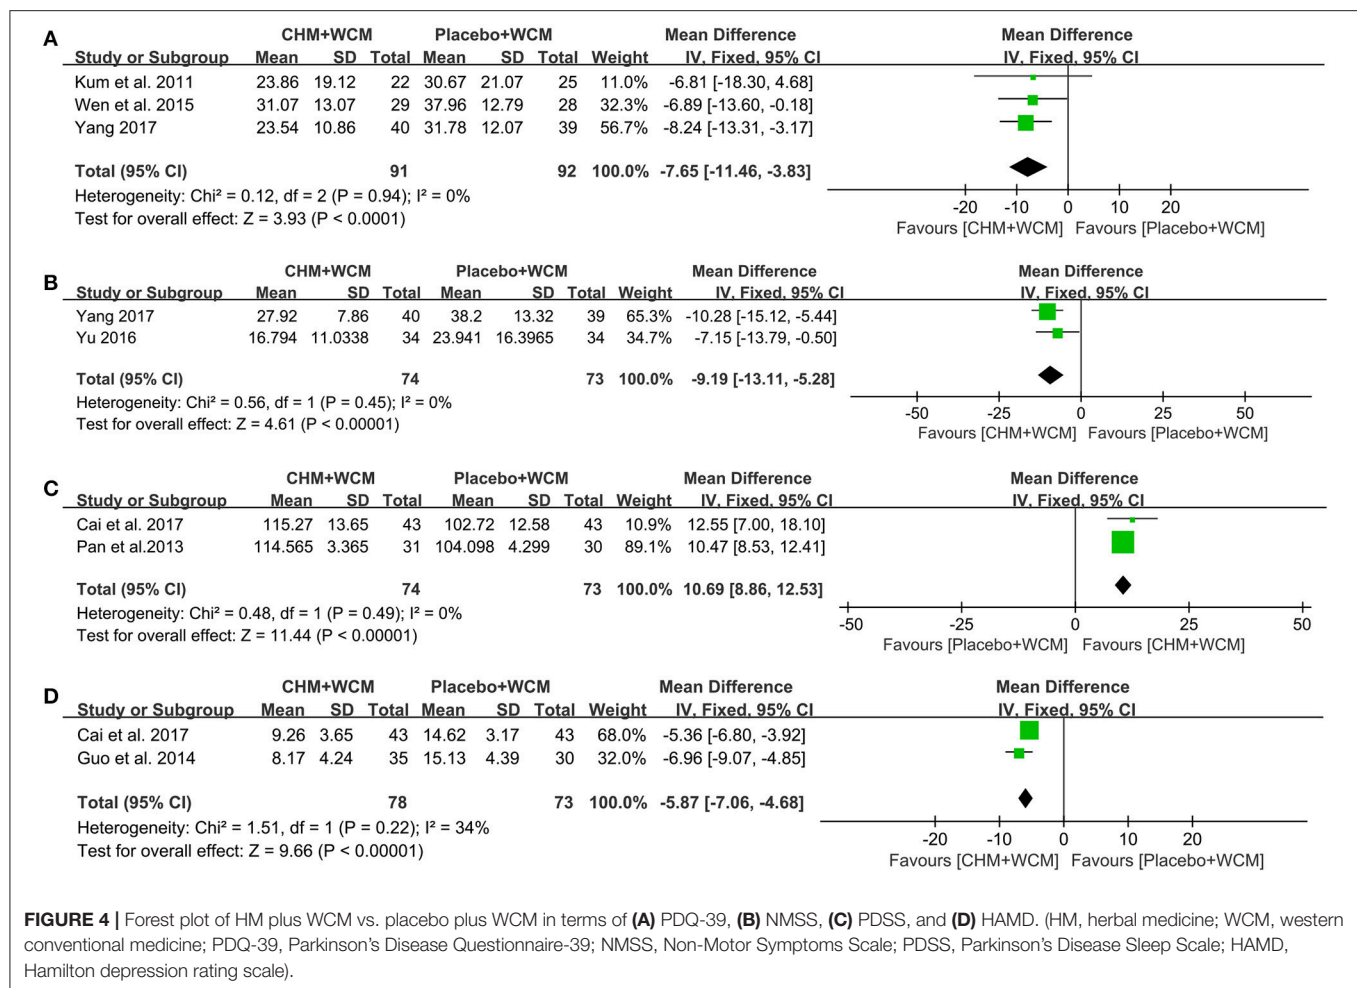 A
CHM+WCM Placebo+WCM Mean Difference Mean Difference
Study or Subgroup Mean SD Total Mean SD Total Weight IV, Fixed, 95% CI IV, Fixed, 95% CI
Kum et al. 2011 23.86 19.12 22 30.67 21.07 25 11.0% -6.81 [-18.30, 4.68]
Wen et al. 2015 31.07 13.07 29 37.96 12.79 28 32.3% -6.89 [-13.60, -0.18]
Yang 2017 23.54 10.86 40 31.78 12.07 39 56.7% -8.24 [-13.31, -3.17]
Total (95% CI) 91 92 100.0% -7.65 [-11.46, -3.83]
Heterogeneity: Chi² = 0.12, df = 2 (P = 0.94); I² = 0%
Test for overall effect: Z = 3.93 (P < 0.0001)
-20 -10 0 10 20
Favours [CHM+WCM] Favours [Placebo+WCM]
B
CHM+WCM Placebo+WCM Mean Difference Mean Difference
Study or Subgroup Mean SD Total Mean SD Total Weight IV, Fixed, 95% CI IV, Fixed, 95% CI
Yang 2017 27.92 7.86 40 38.2 13.32 39 65.3% -10.28 [-15.12, -5.44]
Yu 2016 16.794 11.0338 34 23.941 16.3965 34 34.7% -7.15 [-13.79, -0.50]
Total (95% CI) 74 73 100.0% -9.19 [-13.11, -5.28]
Heterogeneity: Chi² = 0.56, df = 1 (P = 0.45); I² = 0%
Test for overall effect: Z = 4.61 (P < 0.00001)
-50 -25 0 25 50
Favours [CHM+WCM] Favours [Placebo+WCM]
C
CHM+WCM Placebo+WCM Mean Difference Mean Difference
Study or Subgroup Mean SD Total Mean SD Total Weight IV, Fixed, 95% CI IV, Fixed, 95% CI
Cai et al. 2017 115.27 13.65 43 102.72 12.58 43 10.9% 12.55 [7.00, 18.10]
Pan et al.2013 114.565 3.365 31 104.098 4.299 30 89.1% 10.47 [8.53, 12.41]
Total (95% CI) 74 73 100.0% 10.69 [8.86, 12.53]
Heterogeneity: Chi² = 0.48, df = 1 (P = 0.49); I² = 0%
Test for overall effect: Z = 11.44 (P < 0.00001)
-50 -25 0 25 50
Favours [Placebo+WCM] Favours [CHM+WCM]
D
CHM+WCM Placebo+WCM Mean Difference Mean Difference
Study or Subgroup Mean SD Total Mean SD Total Weight IV, Fixed, 95% CI IV, Fixed, 95% CI
Cai et al. 2017 9.26 3.65 43 14.62 3.17 43 68.0% -5.36 [-6.80, -3.92]
Guo et al. 2014 8.17 4.24 35 15.13 4.39 30 32.0% -6.96 [-9.07, -4.85]
Total (95% CI) 78 73 100.0% -5.87 [-7.06, -4.68]
Heterogeneity: Chi² = 1.51, df = 1 (P = 0.22); I² = 34%
Test for overall effect: Z = 9.66 (P < 0.00001)
-20 -10 0 10 20
Favours [CHM+WCM] Favours [Placebo+WCM]
FIGURE 4 | Forest plot of HM plus WCM vs. placebo plus WCM in terms of (A) PDQ-39, (B) NMSS, (C) PDSS, and (D) HAMD. (HM, herbal medicine; WCM, western
conventional medicine; PDQ-39, Parkinson's Disease Questionnaire-39; NMSS, Non-Motor Symptoms Scale; PDSS, Parkinson's Disease Sleep Scale; HAMD,
Hamilton depression rating scale).